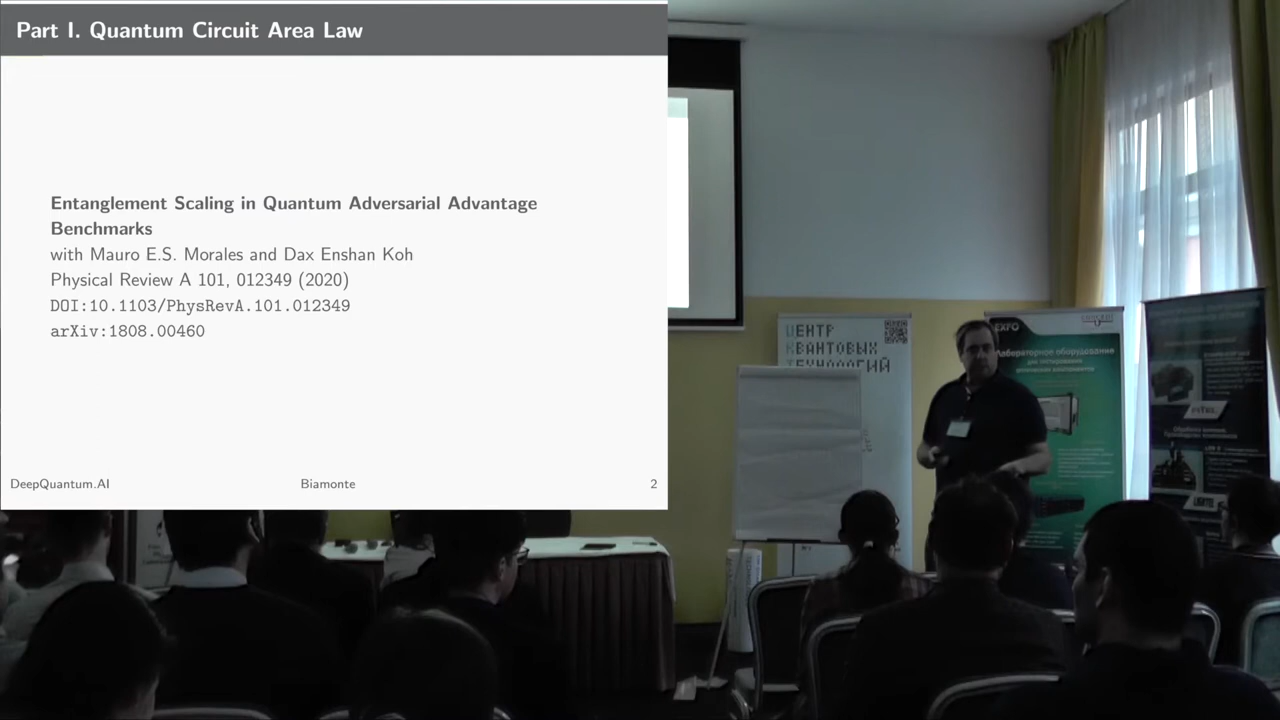 Part I. Quantum Circuit Area Law
Entanglement Scaling in Quantum Adversarial Advantage
Benchmarks
with Mauro E.S. Morales and Dax Enshan Koh
Physical Review A 101, 012349 (2020)
DOI:10.1103/PhysRevA.101.012349
arXiv:1808.00460
DeepQuantum.AI
Biamonte
2
ЦЕНТР
КВАНТОВЫХ
ТЕХНОЛОГИЙ
EXFO
Лабораторное оборудование
для тестирования